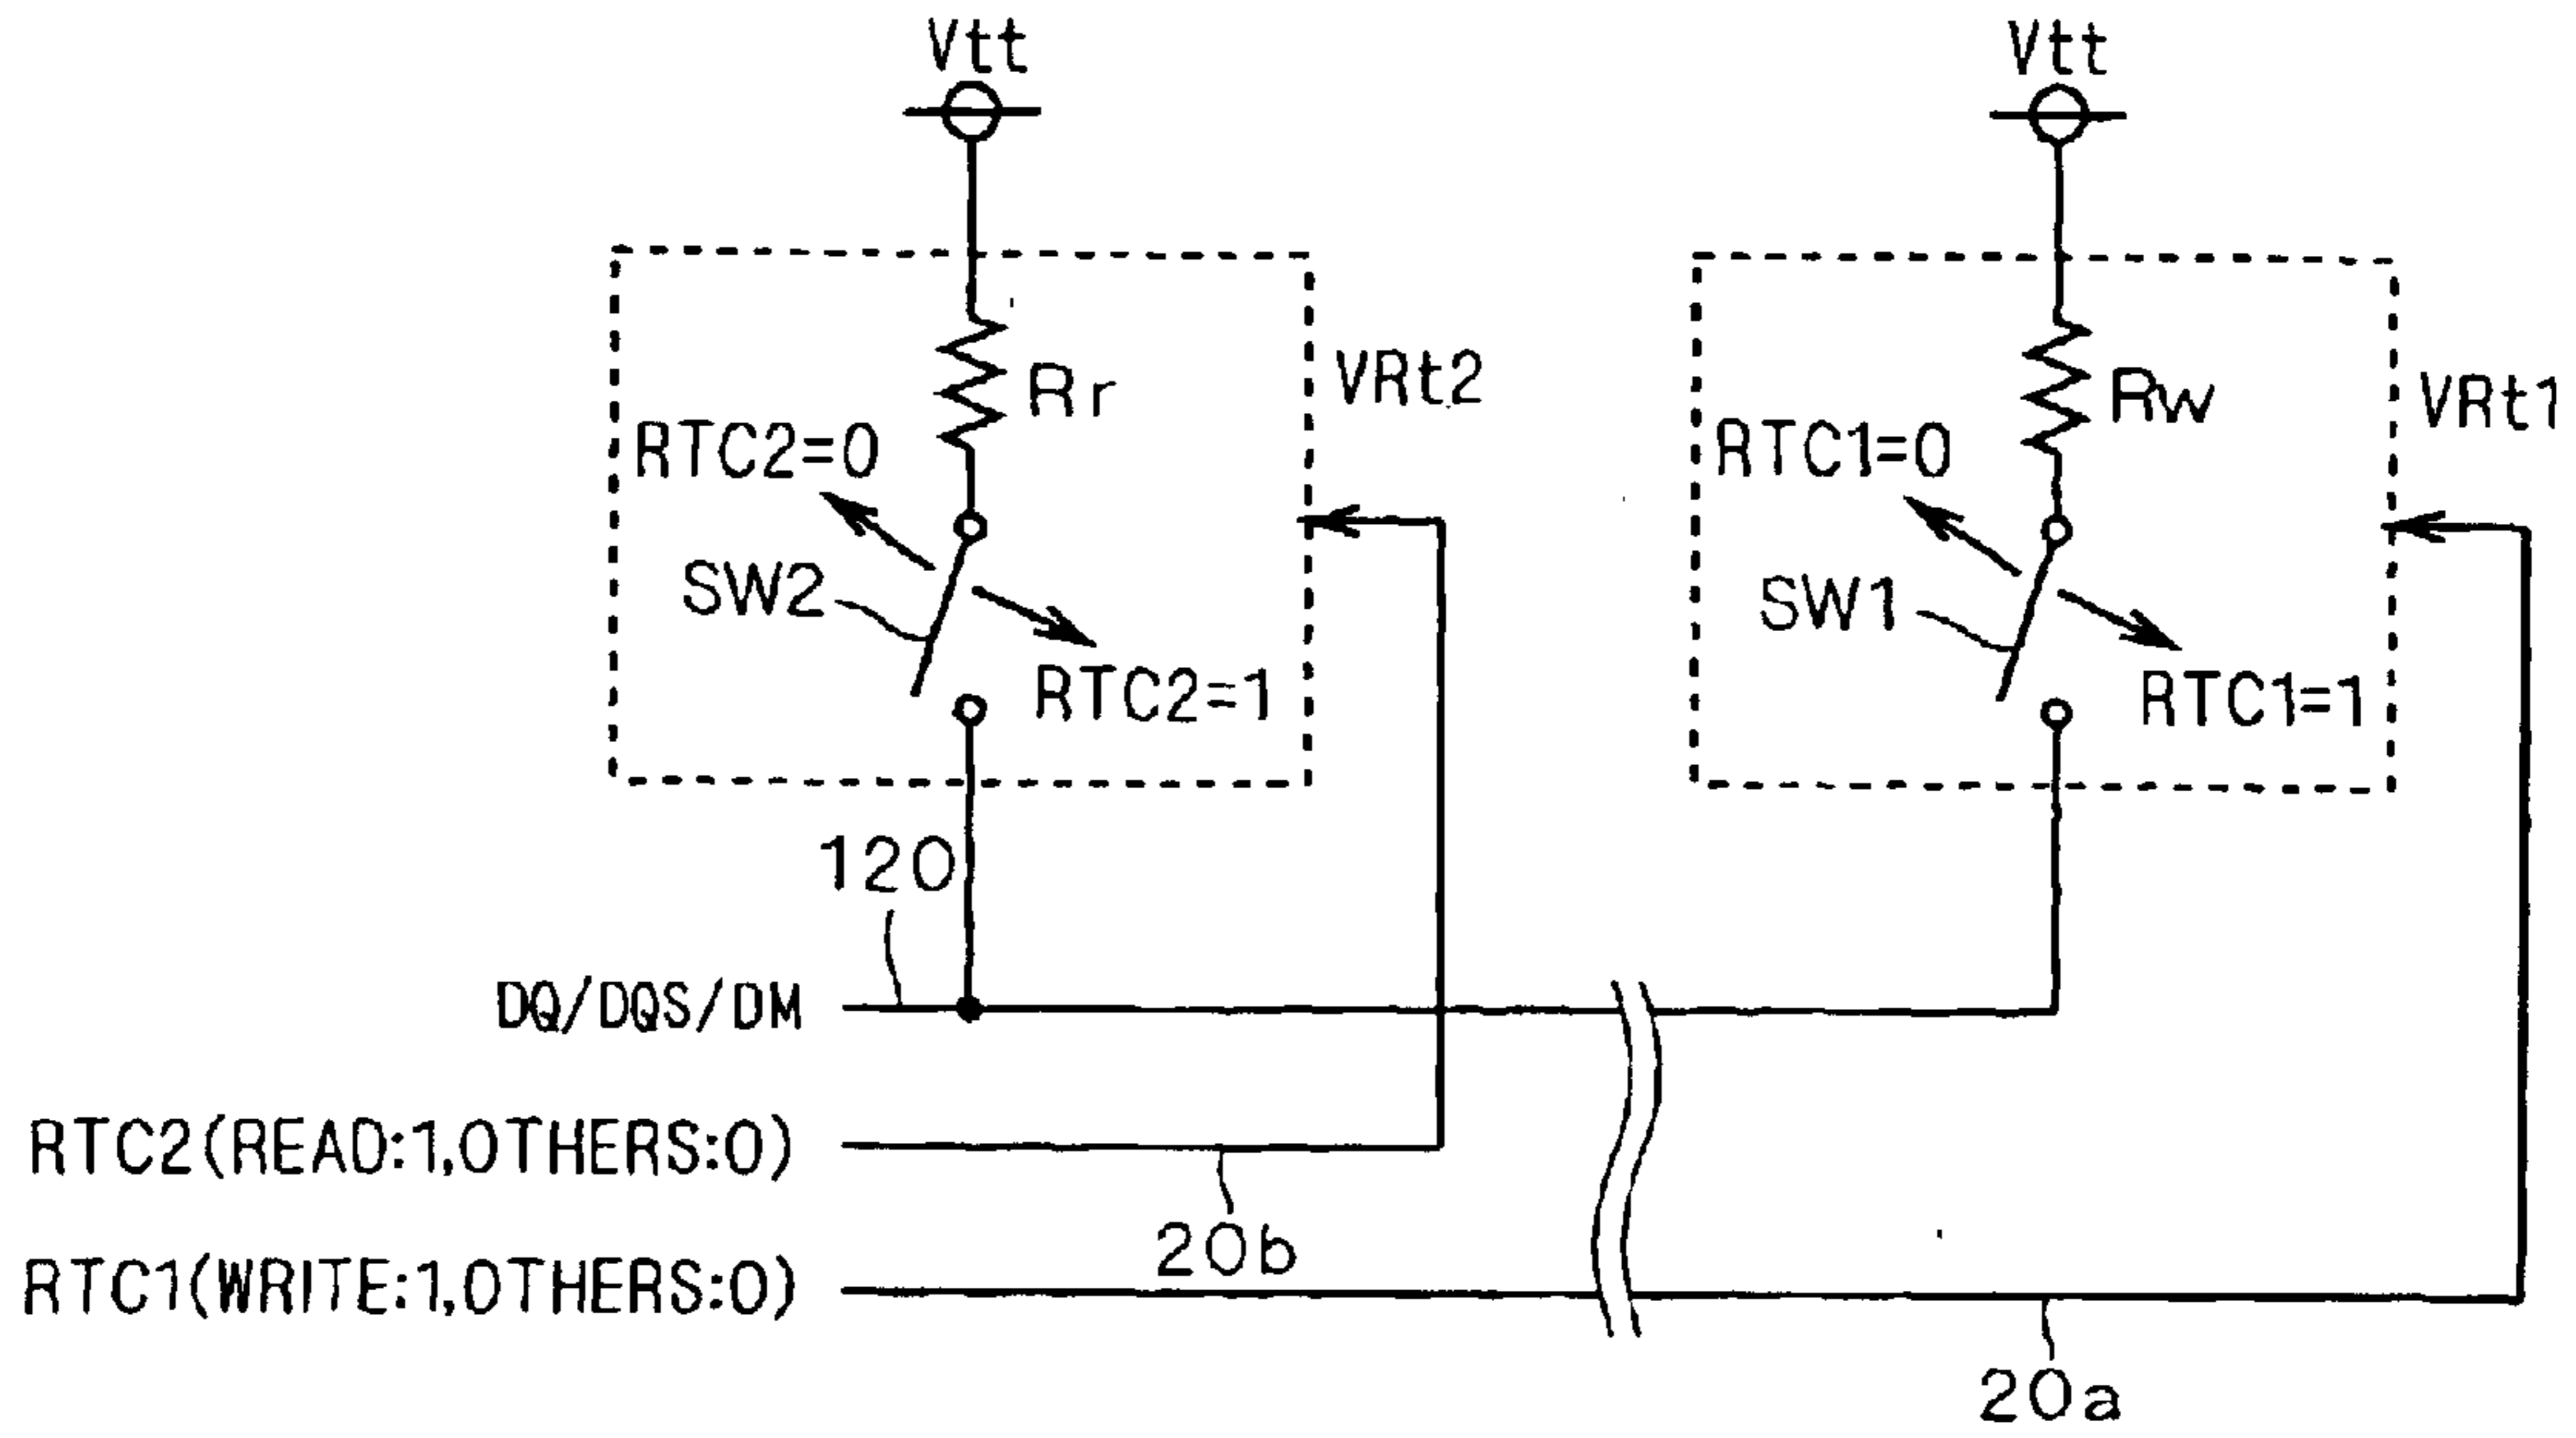 Vtt
Vtt
Rr
VRt2
Rw
VRt1
RTC2=0
RTC1=0
SW2
SW1
RTC2=1
RTC1=1
120
DQ/DQS/DM
RTC2(READ:1,OTHERS:0)
20b
RTC1(WRITE:1,OTHERS:0)
20a